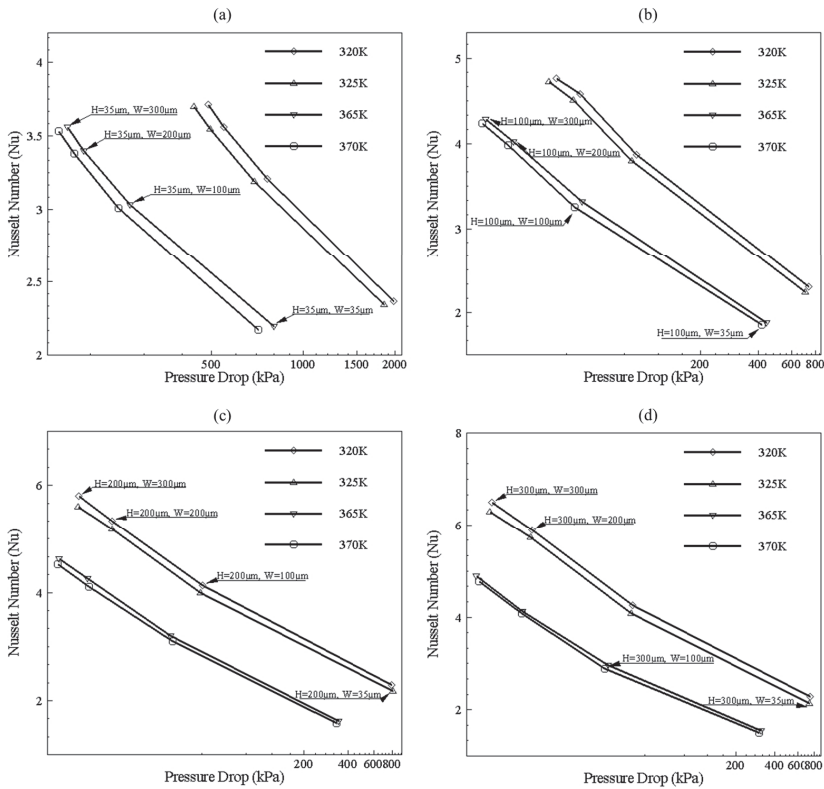 (a)
Nusselt Number (Nu)
4
3.5
3
2.5
2
320K
325K
365K
370K
H=35μm, W=300μm
H=35μm, W=200μm
H=35μm, W=100μm
H=35μm, W=35μm
500
1000
1500
2000
Pressure Drop (kPa)
(b)
Nusselt Number (Nu)
5
4
3
2
320K
325K
365K
370K
H=100μm, W=300μm
H=100μm, W=200μm
H=100μm, W=100μm
H=100μm, W=35μm
200
400
600
800
Pressure Drop (kPa)
(c)
Nusselt Number (Nu)
6
4
2
320K
325K
365K
370K
H=200μm, W=300μm
H=200μm, W=200μm
H=200μm, W=100μm
H=200μm, W=35μm
200
400
600
800
Pressure Drop (kPa)
(d)
Nusselt Number (Nu)
8
6
4
2
320K
325K
365K
370K
H=300μm, W=300μm
H=300μm, W=200μm
H=300μm, W=100μm
H=300μm, W=35μm
200
400
600
800
Pressure Drop (kPa)